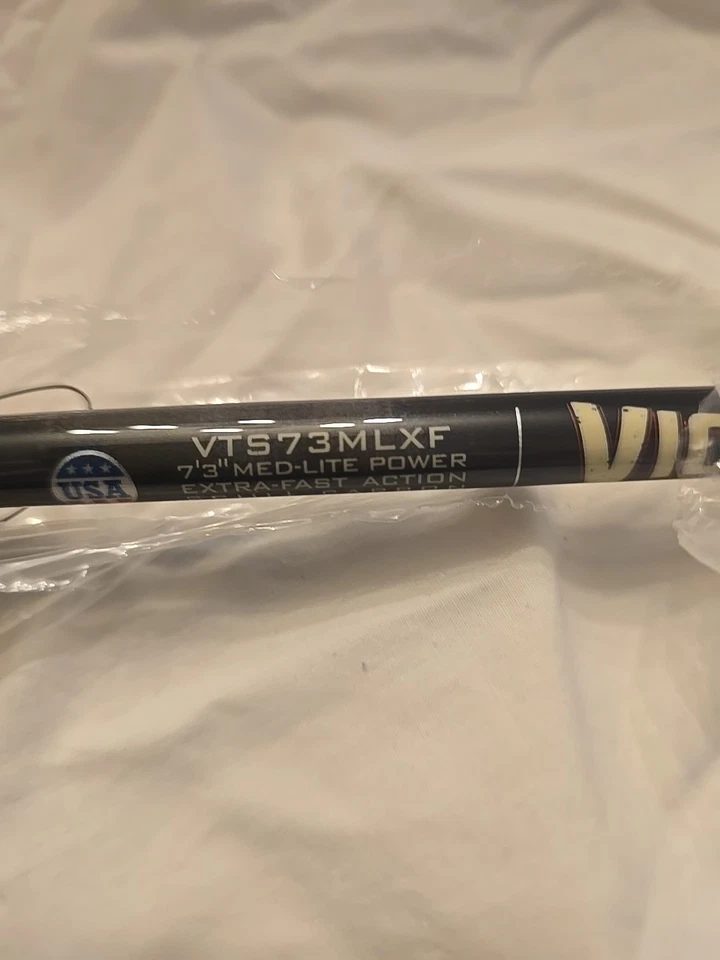 VTS73MLXF
7'3" MED-LITE POWER
EXTRA-FAST ACTION
USA